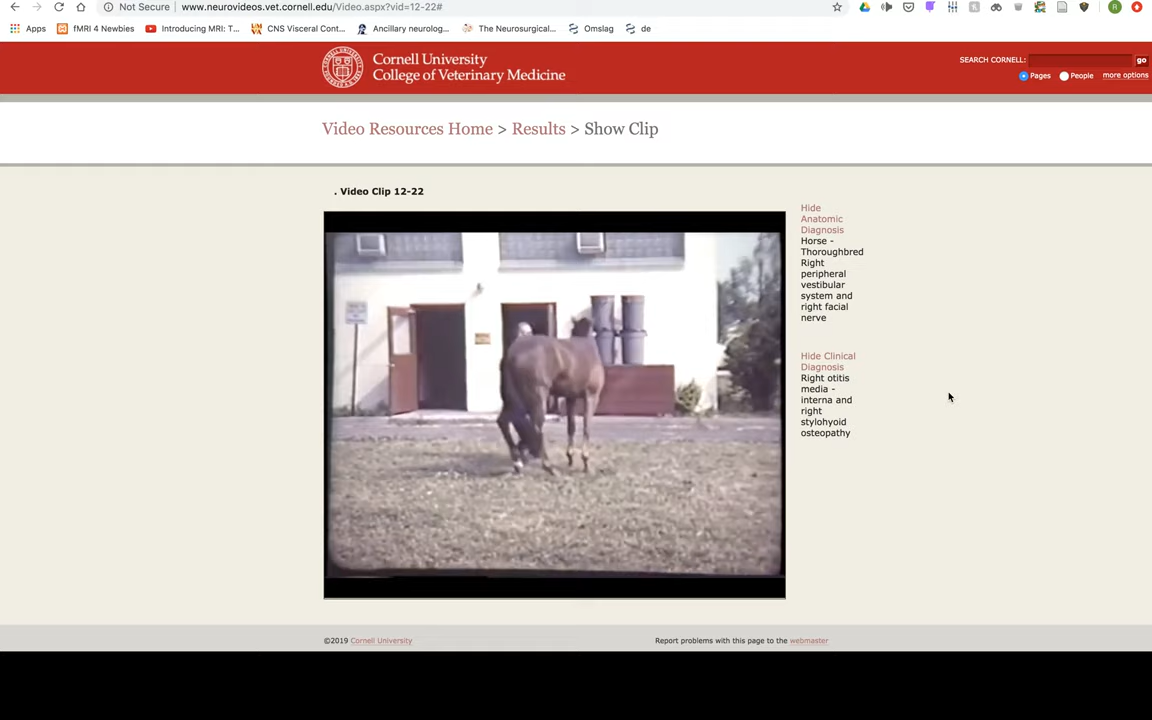 Not Secure www.neurovideos.vet.cornell.edu/Video.aspx?vid=12-22#
Apps fMRI 4 Newbies Introducing MRI: T... CNS Visceral Cont... Ancillary neurolog... The Neurosurgical... Omslag de
R
Cornell University
College of Veterinary Medicine
SEARCH CORNELL: go
Pages People more options
Video Resources Home > Results > Show Clip
. Video Clip 12-22
Hide
Anatomic
Diagnosis
Horse -
Thoroughbred
Right
peripheral
vestibular
system and
right facial
nerve
Hide Clinical
Diagnosis
Right otitis
media -
interna and
right
stylohyoid
osteopathy
©2019 Cornell University
Report problems with this page to the webmaster